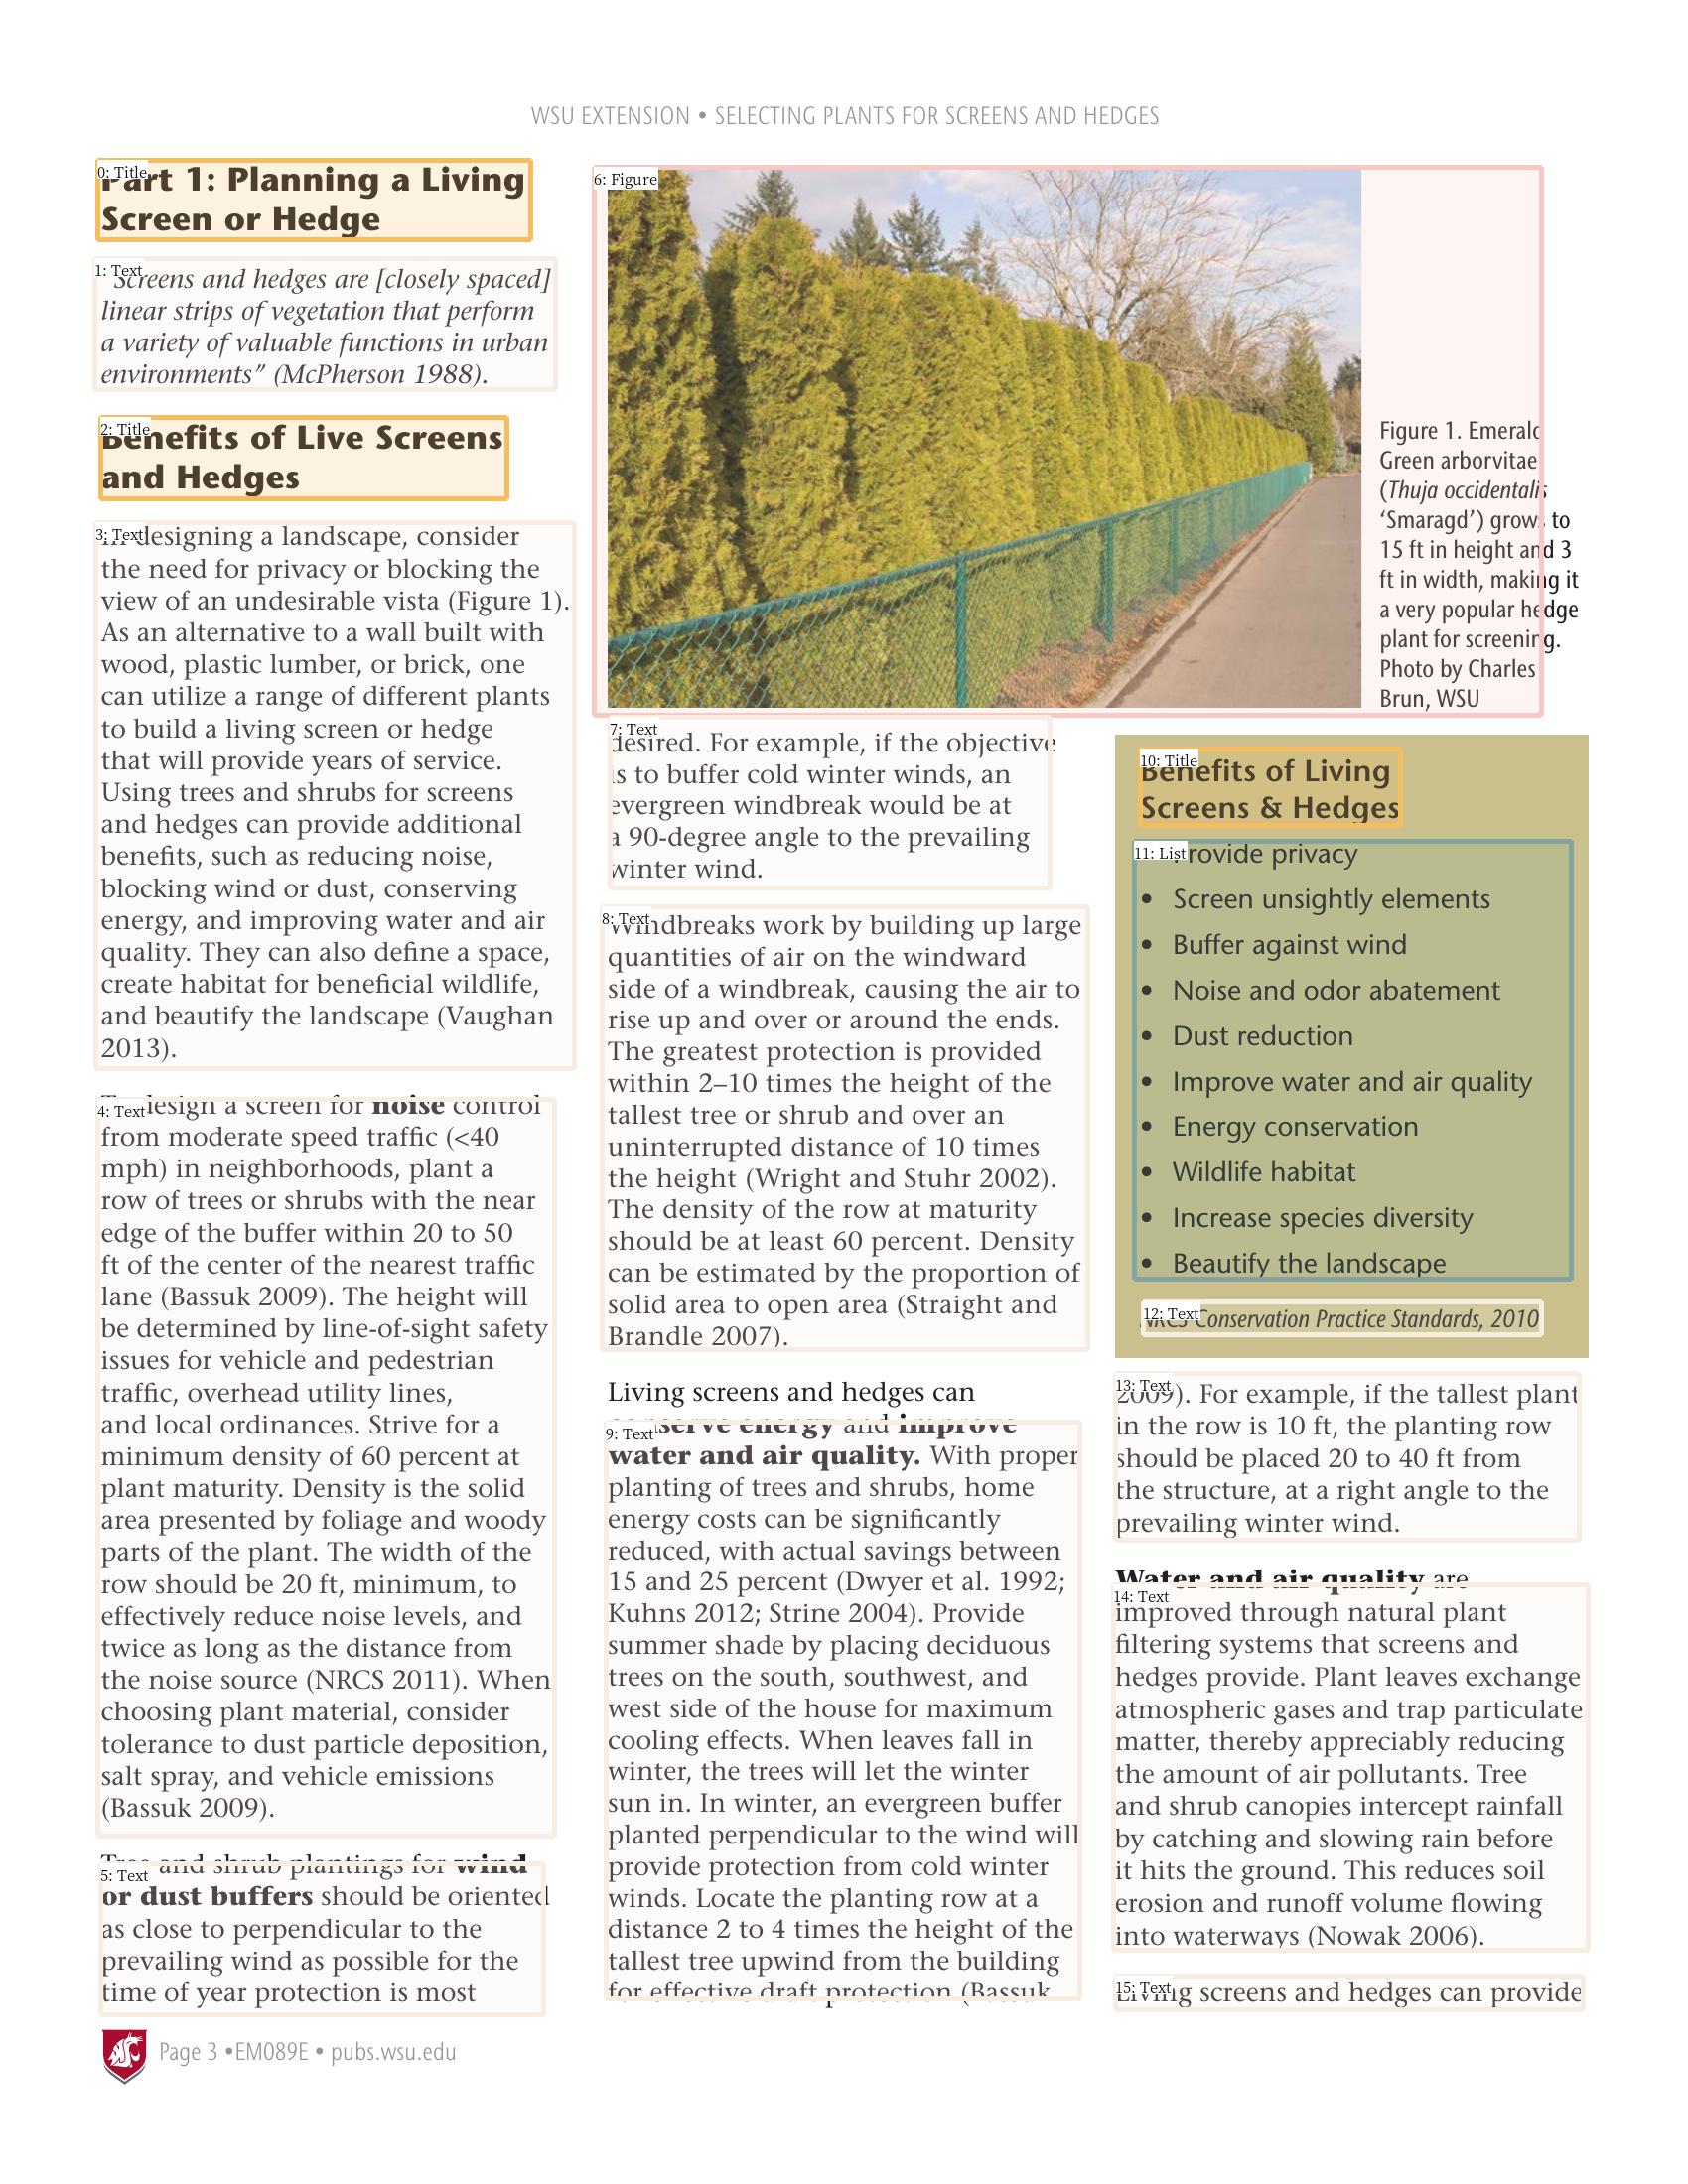 WSU EXTENSION • SELECTING PLANTS FOR SCREENS AND HEDGES
0: Title
Part 1: Planning a Living
Screen or Hedge
1: Text
“Screens and hedges are [closely spaced]
linear strips of vegetation that perform
a variety of valuable functions in urban
environments” (McPherson 1988).
2: Title
Benefits of Live Screens
and Hedges
3: Text
In designing a landscape, consider
the need for privacy or blocking the
view of an undesirable vista (Figure 1).
As an alternative to a wall built with
wood, plastic lumber, or brick, one
can utilize a range of different plants
to build a living screen or hedge
that will provide years of service.
Using trees and shrubs for screens
and hedges can provide additional
benefits, such as reducing noise,
blocking wind or dust, conserving
energy, and improving water and air
quality. They can also define a space,
create habitat for beneficial wildlife,
and beautify the landscape (Vaughan
2013).
4: Text
To design a screen for noise control
from moderate speed traffic (<40
mph) in neighborhoods, plant a
row of trees or shrubs with the near
edge of the buffer within 20 to 50
ft of the center of the nearest traffic
lane (Bassuk 2009). The height will
be determined by line-of-sight safety
issues for vehicle and pedestrian
traffic, overhead utility lines,
and local ordinances. Strive for a
minimum density of 60 percent at
plant maturity. Density is the solid
area presented by foliage and woody
parts of the plant. The width of the
row should be 20 ft, minimum, to
effectively reduce noise levels, and
twice as long as the distance from
the noise source (NRCS 2011). When
choosing plant material, consider
tolerance to dust particle deposition,
salt spray, and vehicle emissions
(Bassuk 2009).
5: Text
Tree and shrub plantings for wind
or dust buffers should be oriented
as close to perpendicular to the
prevailing wind as possible for the
time of year protection is most
6: Figure
Figure 1. Emerald
Green arborvitae
(Thuja occidentalis
‘Smaragd’) grows to
15 ft in height and 3
ft in width, making it
a very popular hedge
plant for screening.
Photo by Charles
Brun, WSU
7: Text
desired. For example, if the objective
is to buffer cold winter winds, an
evergreen windbreak would be at
a 90-degree angle to the prevailing
winter wind.
8: Text
Windbreaks work by building up large
quantities of air on the windward
side of a windbreak, causing the air to
rise up and over or around the ends.
The greatest protection is provided
within 2–10 times the height of the
tallest tree or shrub and over an
uninterrupted distance of 10 times
the height (Wright and Stuhr 2002).
The density of the row at maturity
should be at least 60 percent. Density
can be estimated by the proportion of
solid area to open area (Straight and
Brandle 2007).
Living screens and hedges can
9: Text
conserve energy and improve
water and air quality. With proper
planting of trees and shrubs, home
energy costs can be significantly
reduced, with actual savings between
15 and 25 percent (Dwyer et al. 1992;
Kuhns 2012; Strine 2004). Provide
summer shade by placing deciduous
trees on the south, southwest, and
west side of the house for maximum
cooling effects. When leaves fall in
winter, the trees will let the winter
sun in. In winter, an evergreen buffer
planted perpendicular to the wind will
provide protection from cold winter
winds. Locate the planting row at a
distance 2 to 4 times the height of the
tallest tree upwind from the building
for effective draft protection (Bassuk
10: Title
Benefits of Living
Screens & Hedges
11: List
Provide privacy
• Screen unsightly elements
• Buffer against wind
• Noise and odor abatement
• Dust reduction
• Improve water and air quality
• Energy conservation
• Wildlife habitat
• Increase species diversity
• Beautify the landscape
12: Text
NRCS Conservation Practice Standards, 2010
13: Text
2009). For example, if the tallest plant
in the row is 10 ft, the planting row
should be placed 20 to 40 ft from
the structure, at a right angle to the
prevailing winter wind.
Water and air quality are
14: Text
improved through natural plant
filtering systems that screens and
hedges provide. Plant leaves exchange
atmospheric gases and trap particulate
matter, thereby appreciably reducing
the amount of air pollutants. Tree
and shrub canopies intercept rainfall
by catching and slowing rain before
it hits the ground. This reduces soil
erosion and runoff volume flowing
into waterways (Nowak 2006).
15: Text
Living screens and hedges can provide
Page 3 •EM089E • pubs.wsu.edu